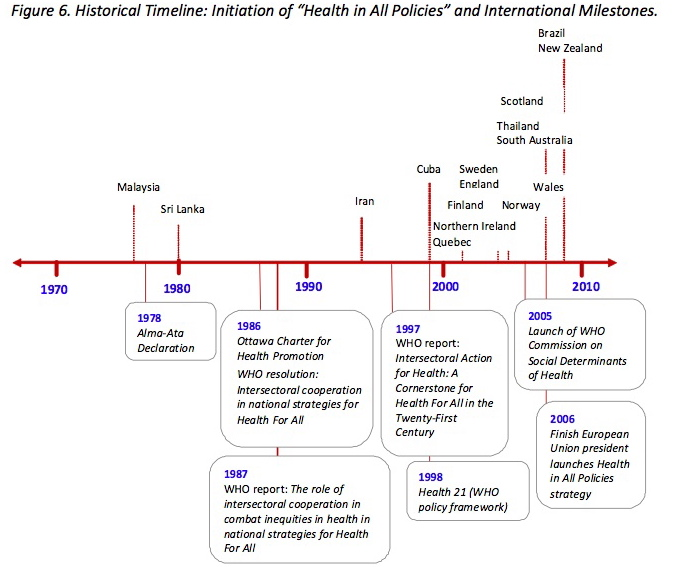 Figure 6. Historical Timeline: Initiation of “Health in All Policies” and International Milestones.
Brazil
New Zealand
Scotland
Thailand
South Australia
Cuba
Sweden
England
Malaysia
Wales
Iran
Finland
Norway
Sri Lanka
Northern Ireland
Quebec
1970
1980
1990
2000
2010
1978
Alma-Ata
Declaration
1986
Ottawa Charter for
Health Promotion
WHO resolution:
Intersectoral cooperation
in national strategies for
Health For All
1987
WHO report: The role of
intersectoral cooperation in
combat inequities in health in
national strategies for Health
For All
1997
WHO report:
Intersectoral Action
for Health: A
Cornerstone for
Health For All in the
Twenty-First
Century
1998
Health 21 (WHO
policy framework)
2005
Launch of WHO
Commission on
Social Determinants
of Health
2006
Finish European
Union president
launches Health
in All Policies
strategy